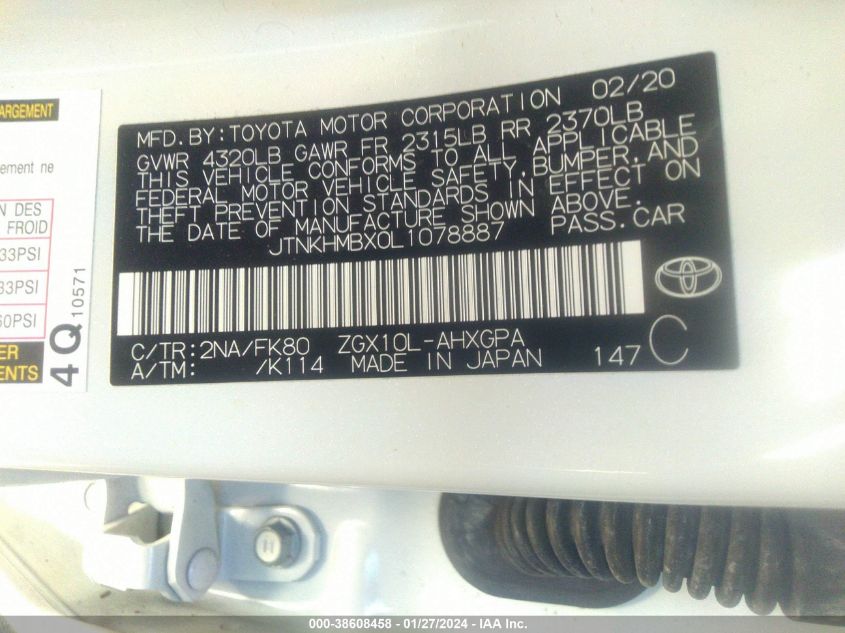 MFD.BY:TOYOTA MOTOR CORPORATION 02/20
GVWR 4320LB GAWR FR 2315LB RR 2370LB
THIS VEHICLE CONFORMS TO ALL APPLICABLE
FEDERAL MOTOR VEHICLE SAFETY,BUMPER,AND
THEFT PREVENTION STANDARDS IN EFFECT ON
THE DATE OF MANUFACTURE SHOWN ABOVE.
JTNKHMBX0L1078887 PASS.CAR
C/TR:2NA/FK80 ZGX10L-AHXGPA
A/TM: /K114 MADE IN JAPAN 147 C
ARGEMENT
ement ne
N DES
FROID
33PSI
33PSI
60PSI
ER
ENTS
4Q 10571
000-38608458 - 01/27/2024 - IAA Inc.